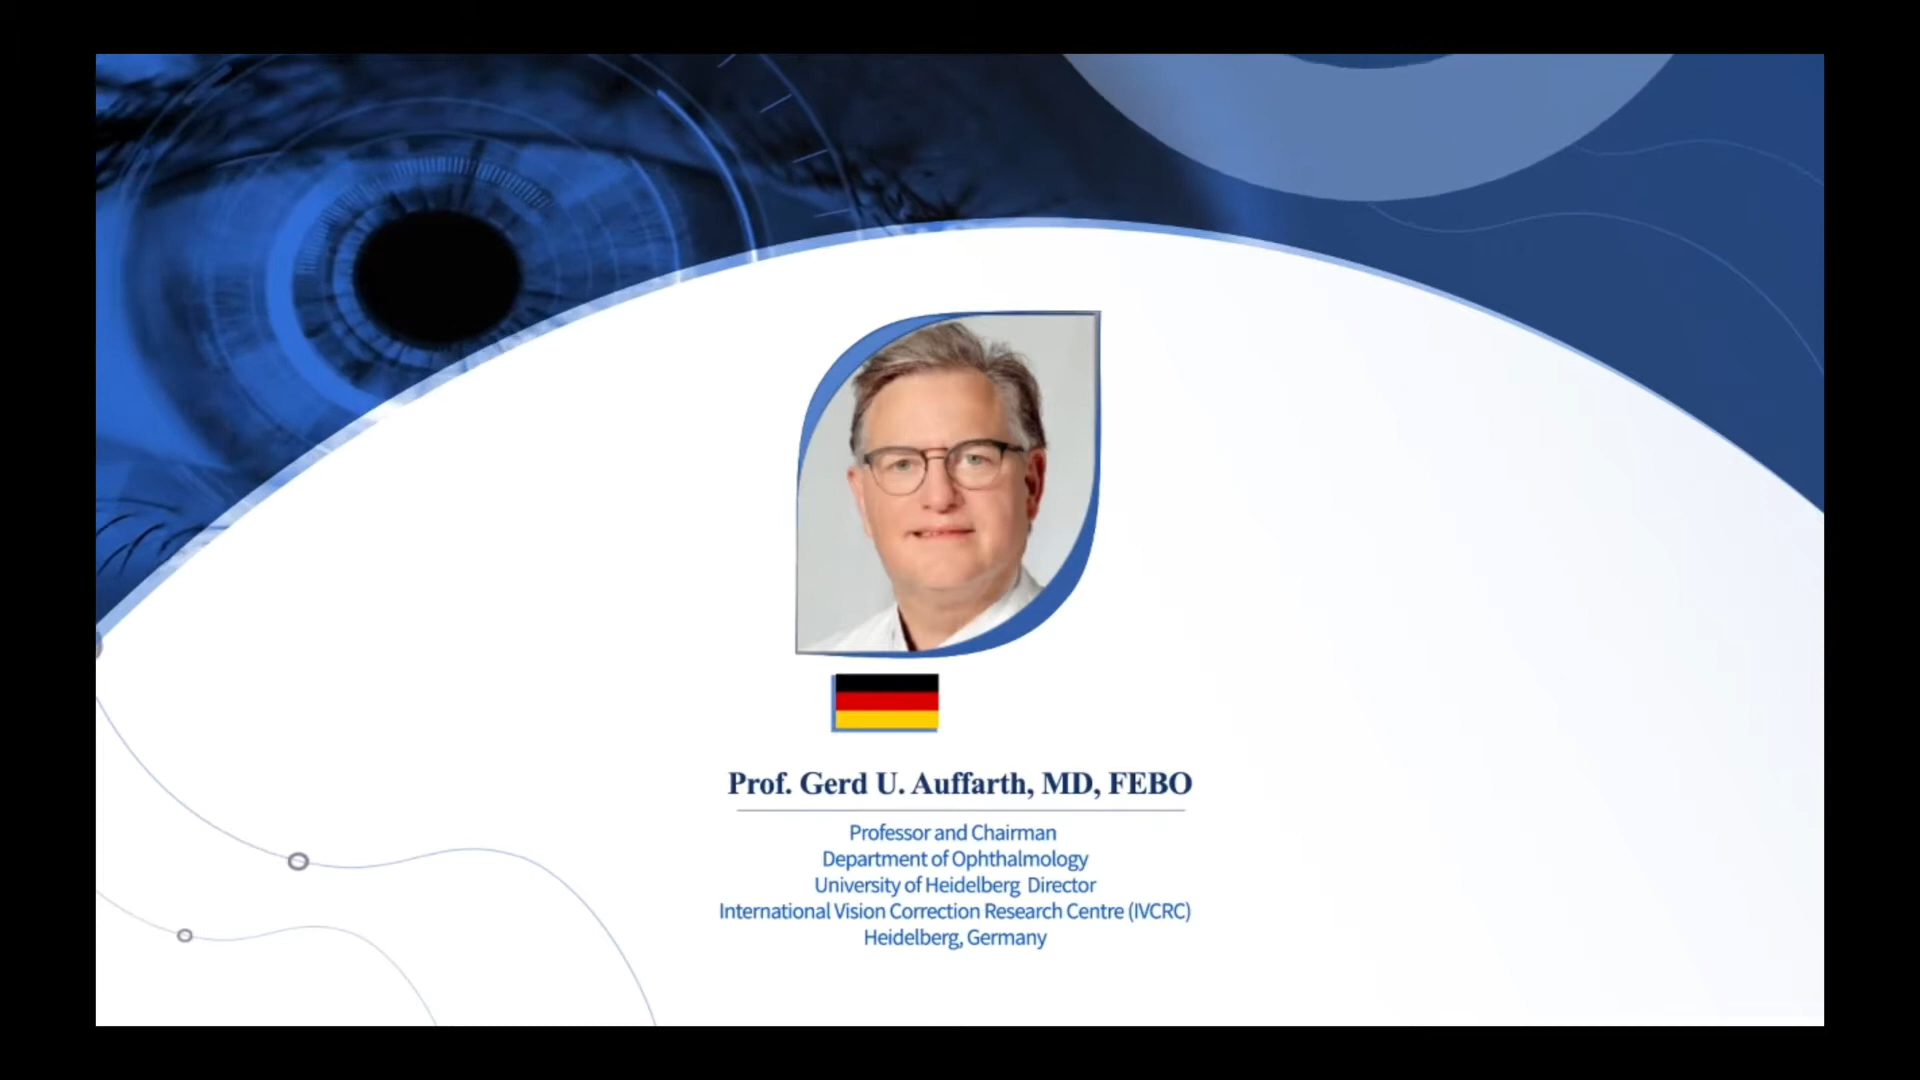 Prof. Gerd U. Auffarth, MD, FEBO
Professor and Chairman
Department of Ophthalmology
University of Heidelberg Director
International Vision Correction Research Centre (IVCRC)
Heidelberg, Germany